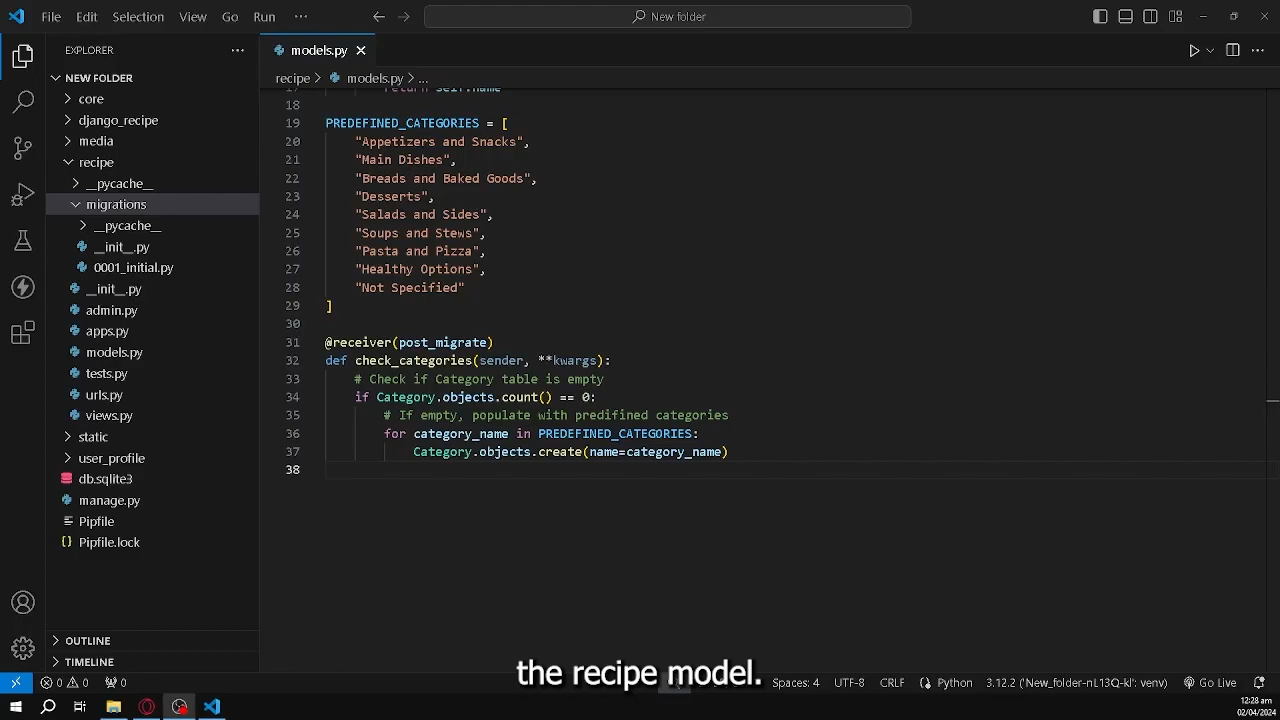 File Edit Selection View Go Run ··· New folder
EXPLORER ···
models.py
NEW FOLDER
recipe > models.py > ...
core
django_recipe
media
recipe
__pycache__
migrations
__pycache__
__init__.py
0001_initial.py
__init__.py
admin.py
apps.py
models.py
tests.py
urls.py
views.py
static
user_profile
db.sqlite3
manage.py
Pipfile
Pipfile.lock
OUTLINE
TIMELINE
17 return self.name
18
19 PREDEFINED_CATEGORIES = [
20 "Appetizers and Snacks",
21 "Main Dishes",
22 "Breads and Baked Goods",
23 "Desserts",
24 "Salads and Sides",
25 "Soups and Stews",
26 "Pasta and Pizza",
27 "Healthy Options",
28 "Not Specified"
29 ]
30
31 @receiver(post_migrate)
32 def check_categories(sender, **kwargs):
33 # Check if Category table is empty
34 if Category.objects.count() == 0:
35 # If empty, populate with predifined categories
36 for category_name in PREDEFINED_CATEGORIES:
37 Category.objects.create(name=category_name)
38
the recipe model.
0 0 0 Spaces: 4 UTF-8 CRLF Python 3.12.2 ('New_folder-nL13Q-kl': venv) Go Live
12:28 am
02/04/2024